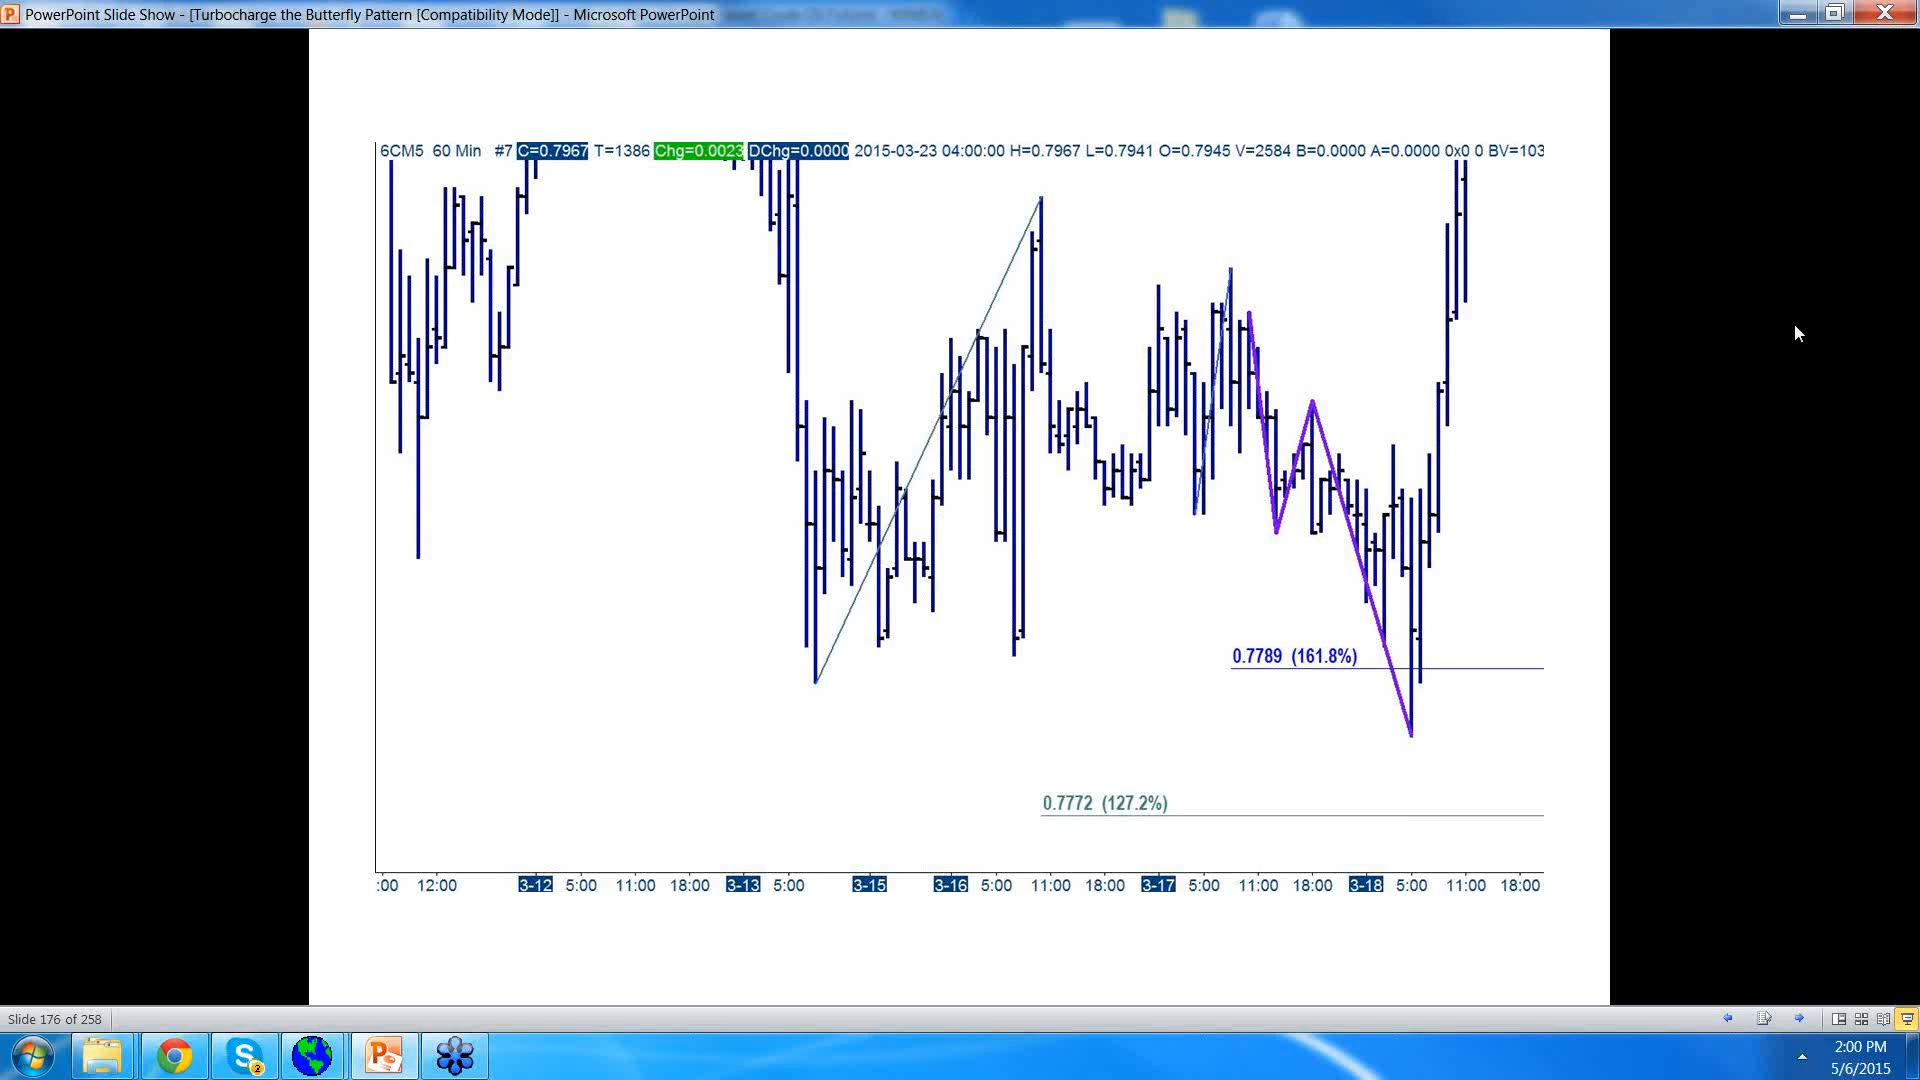 PowerPoint Slide Show - [Turbocharge the Butterfly Pattern [Compatibility Mode]] - Microsoft PowerPoint
6CM5 60 Min #7 C=0.7967 T=1386 Chg=0.0023 DChg=0.0000 2015-03-23 04:00:00 H=0.7967 L=0.7941 O=0.7945 V=2584 B=0.0000 A=0.0000 0x0 0 BV=103
0.7789 (161.8%)
0.7772 (127.2%)
:00 12:00 3-12 5:00 11:00 18:00 3-13 5:00 3-15 3-16 5:00 11:00 18:00 3-17 5:00 11:00 18:00 3-18 5:00 11:00 18:00
Slide 176 of 258
2
2:00 PM
5/6/2015